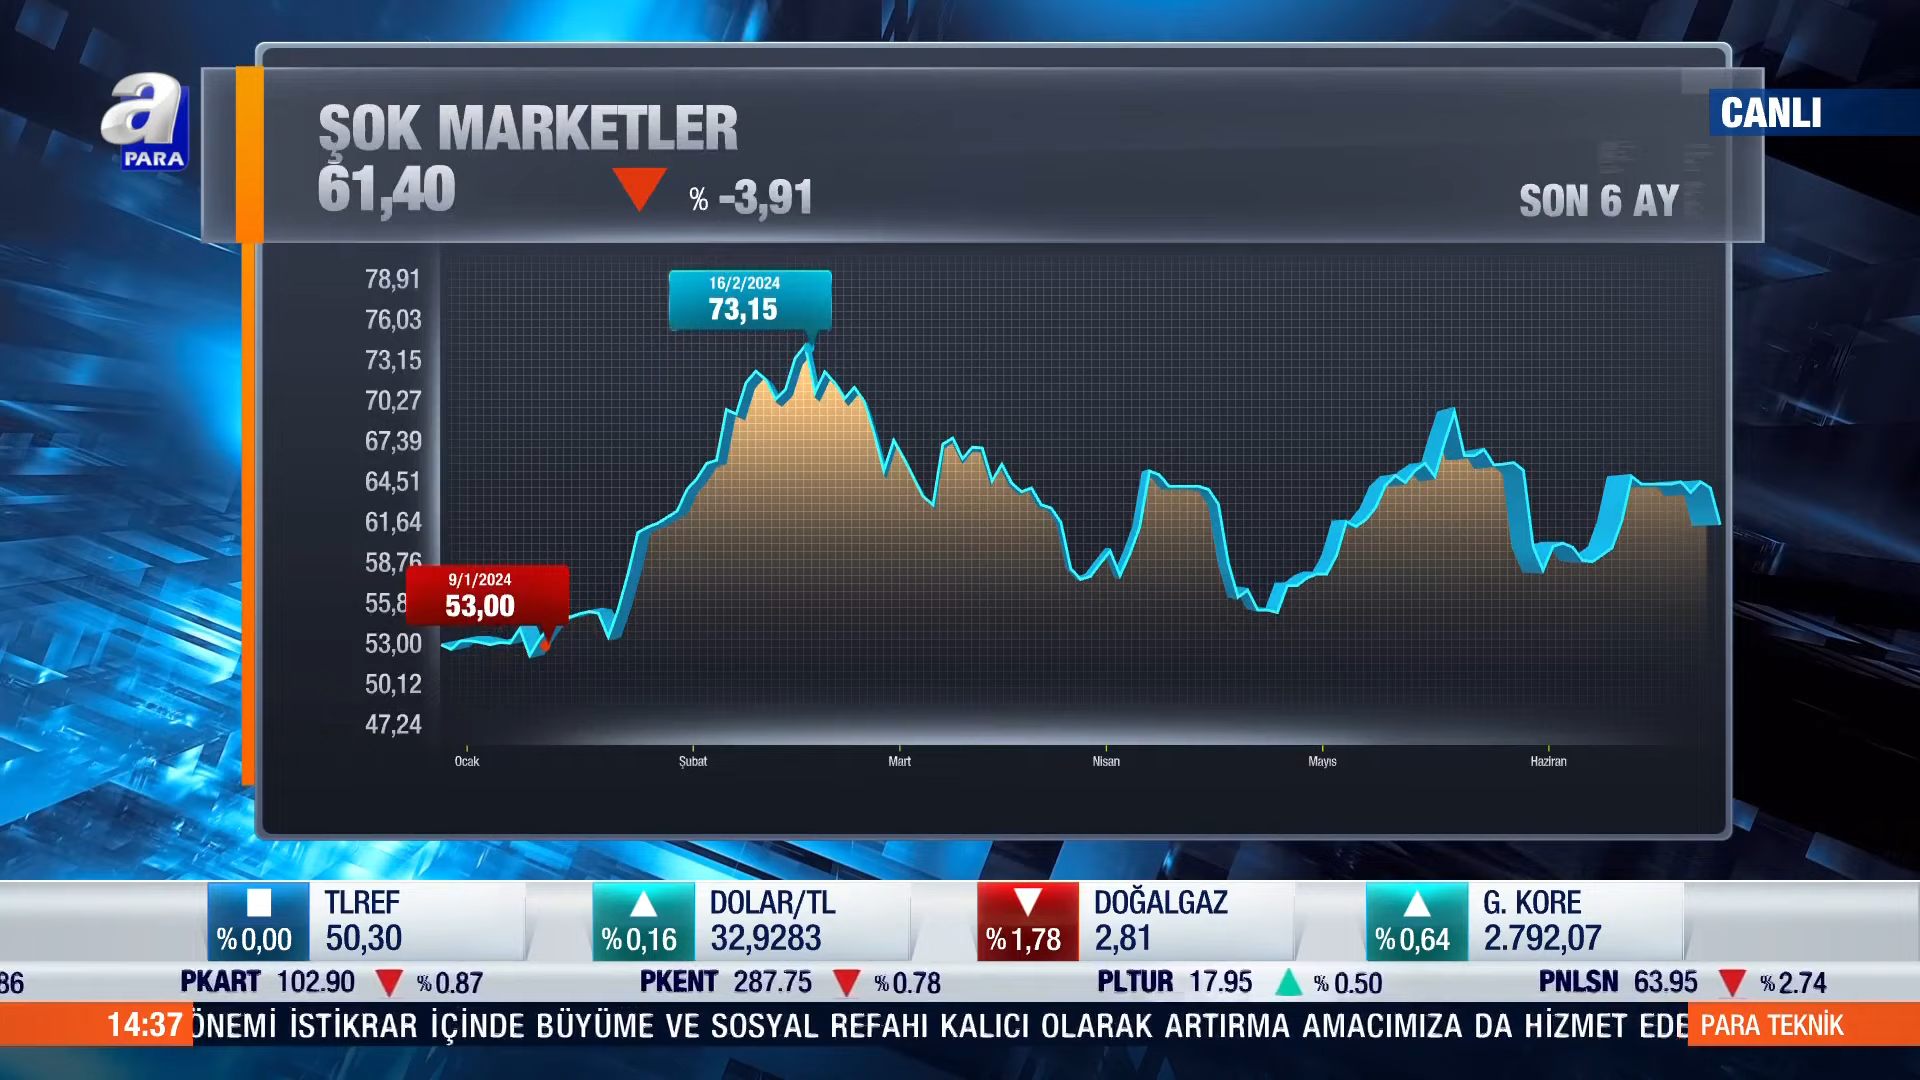 a
PARA
CANLI
ŞOK MARKETLER
61,40 % -3,91
SON 6 AY
78,91
76,03
73,15
70,27
67,39
64,51
61,64
58,76
55,8
53,00
50,12
47,24
16/2/2024
73,15
9/1/2024
53,00
Ocak Şubat Mart Nisan Mayıs Haziran
%0,00 TLREF 50,30
%0,16 DOLAR/TL 32,9283
%1,78 DOĞALGAZ 2,81
%0,64 G. KORE 2.792,07
86 PKART 102.90 %0.87 PKENT 287.75 %0.78 PLTUR 17.95 %0.50 PNLSN 63.95 %2.74
14:37 ÖNEMİ İSTİKRAR İÇİNDE BÜYÜME VE SOSYAL REFAHI KALICI OLARAK ARTIRMA AMACIMIZA DA HİZMET EDE PARA TEKNİK